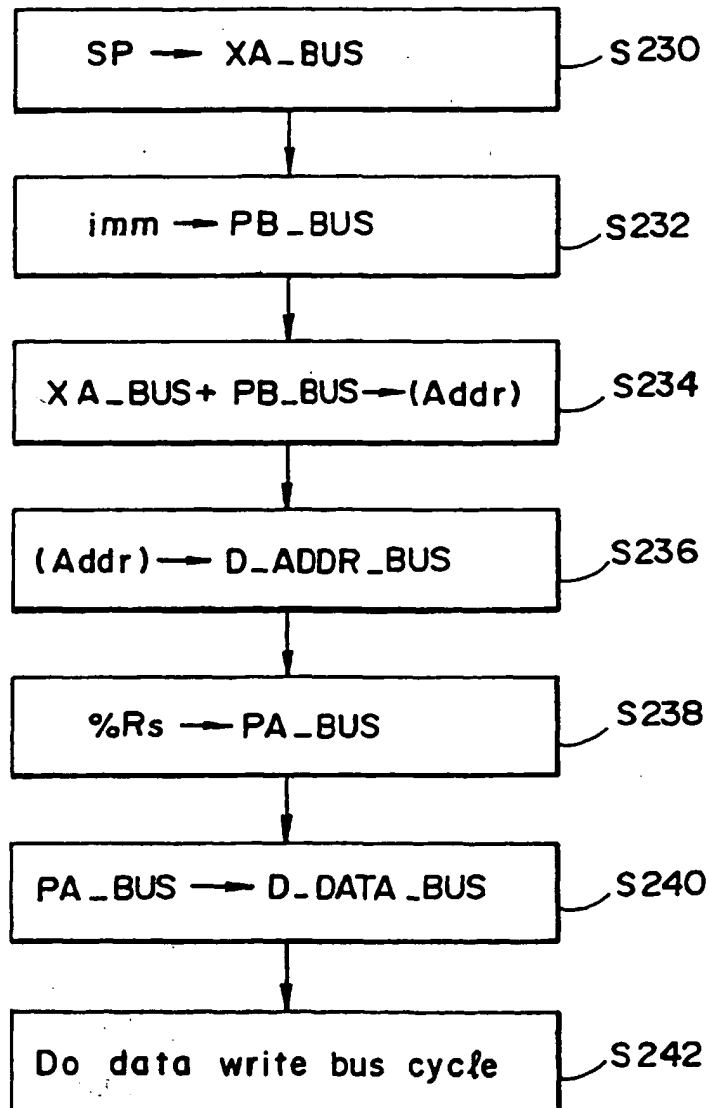 SP → XA_BUS
S230
imm → PB_BUS
S232
XA_BUS+ PB_BUS→(Addr)
S234
(Addr)→ D_ADDR_BUS
S236
%Rs → PA_BUS
S238
PA_BUS → D_DATA_BUS
S240
Do data write bus cycle
S242